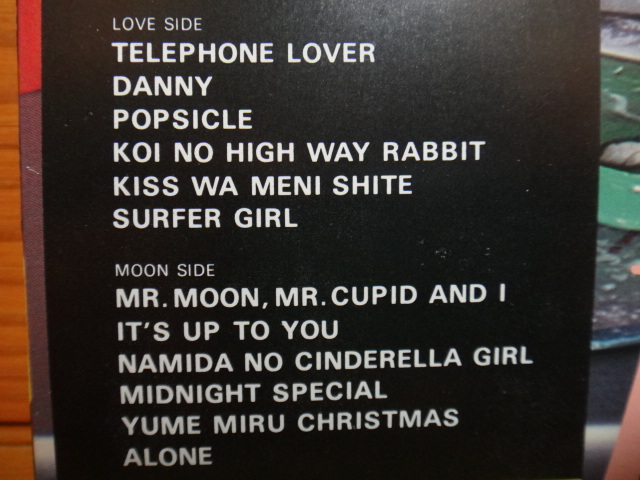 LOVE SIDE
TELEPHONE LOVER
DANNY
POPSICLE
KOI NO HIGH WAY RABBIT
KISS WA MENI SHITE
SURFER GIRL
MOON SIDE
MR. MOON, MR. CUPID AND I
IT'S UP TO YOU
NAMIDA NO CINDERELLA GIRL
MIDNIGHT SPECIAL
YUME MIRU CHRISTMAS
ALONE